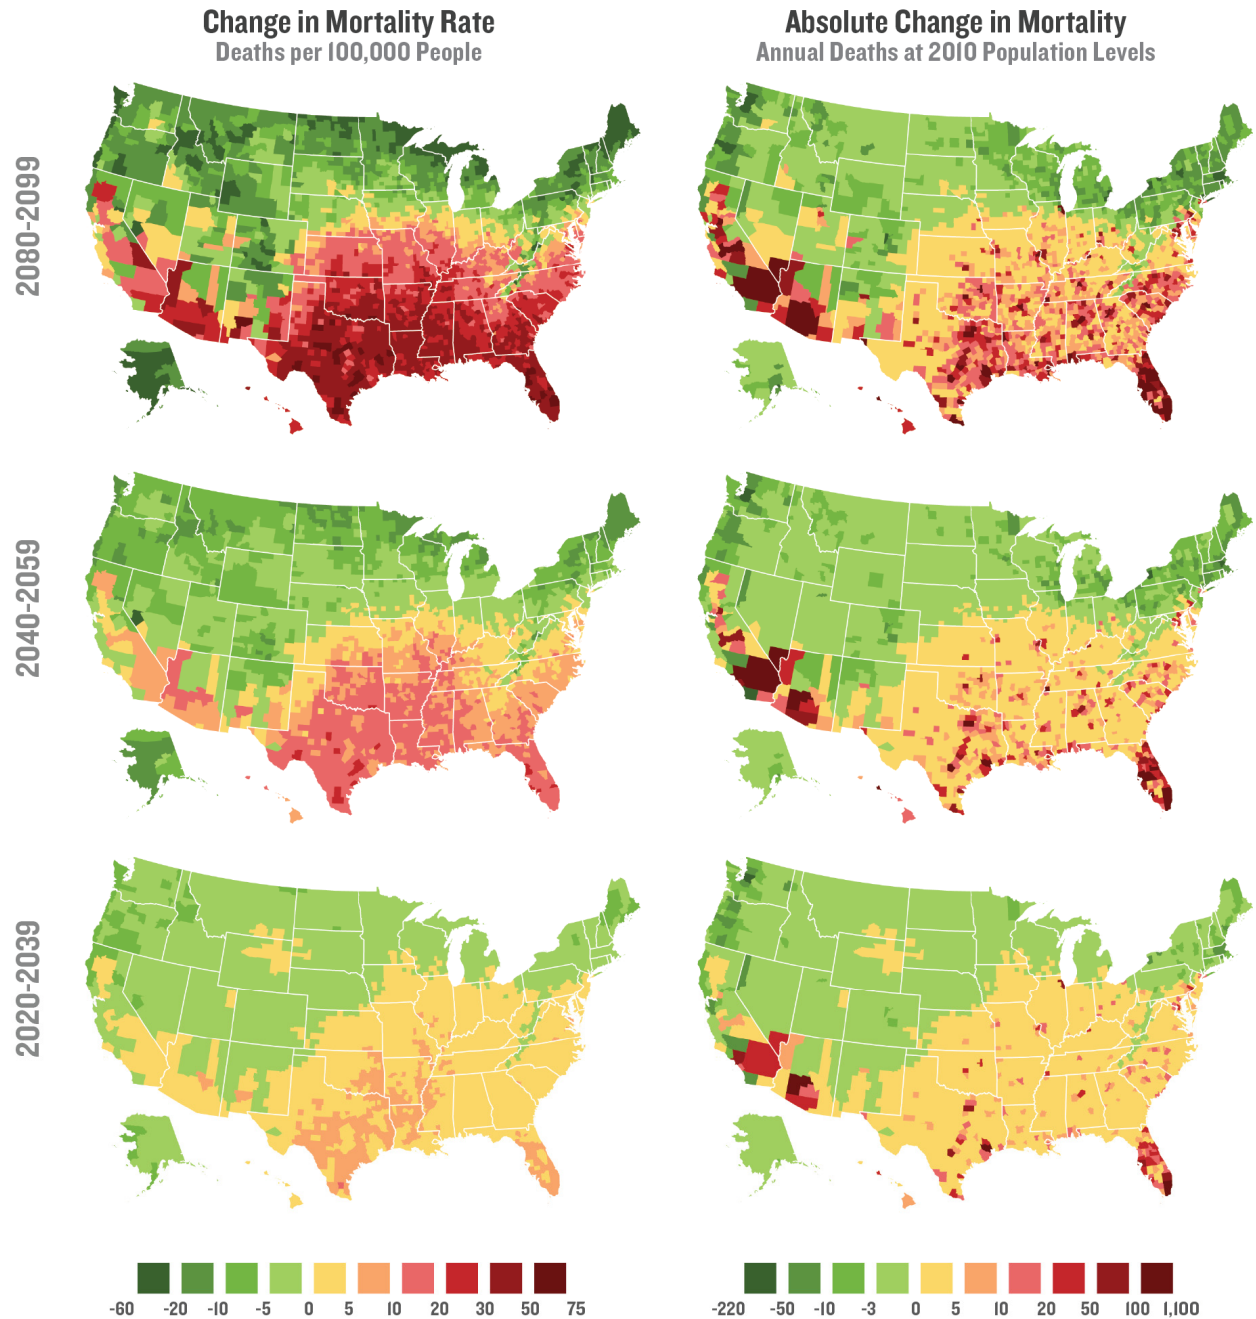 Change in Mortality Rate
Deaths per 100,000 People
Absolute Change in Mortality
Annual Deaths at 2010 Population Levels
2080-2099
2040-2059
2020-2039
-60 -20 -10 -5 0 5 10 20 30 50 75
-220 -50 -10 -3 0 5 10 20 50 100 1,100